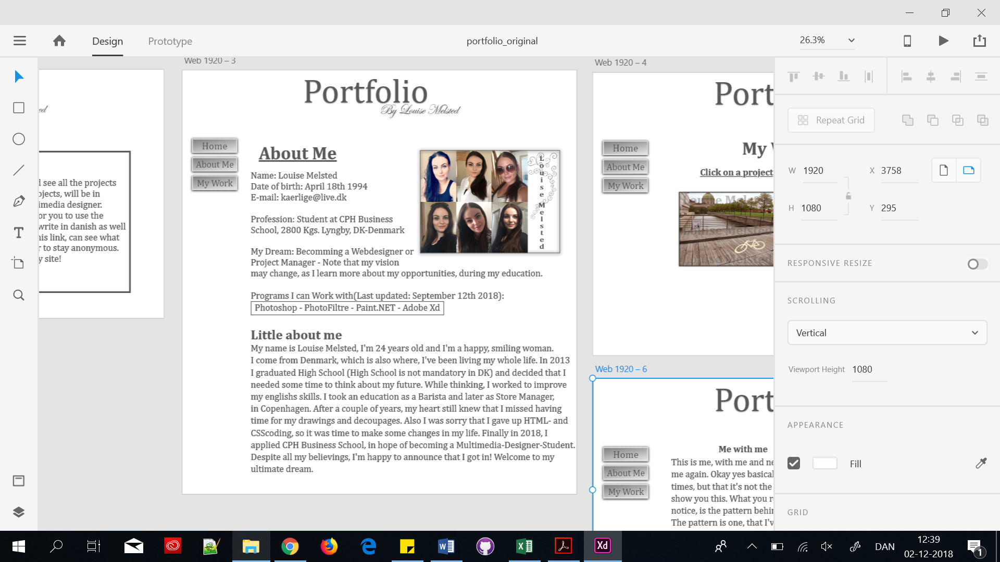 Design
Prototype
portfolio_original
26.3%
Web 1920 – 3
Web 1920 – 4
ed
d see all the projects
ojects, will be in
imedia designer.
or you to use the
write in danish as well
his link, can see what
r to stay anonymous.
y site!
Portfolio
By Louise Melsted
Home
About Me
My Work
About Me
Name: Louise Melsted
Date of birth: April 18th 1994
E-mail: kaerlige@live.dk
Profession: Student at CPH Business
School, 2800 Kgs. Lyngby, DK-Denmark
My Dream: Becomming a Webdesigner or
Project Manager - Note that my vision
may change, as I learn more about my opportunities, during my education.
Louise Melsted
Programs I can Work with(Last updated: September 12th 2018):
Photoshop - PhotoFiltre - Paint.NET - Adobe Xd
Little about me
My name is Louise Melsted, I'm 24 years old and I'm a happy, smiling woman.
I come from Denmark, which is also where, I've been living my whole life. In 2013
I graduated High School (High School is not mandatory in DK) and decided that I
needed some time to think about my future. While thinking, I worked to improve
my englishs skills. I took an education as a Barista and later as Store Manager,
in Copenhagen. After a couple of years, my heart still knew that I missed having
time for my drawings and decoupages. Also I was sorry that I gave up HTML- and
CSScoding, so it was time to make some changes in my life. Finally in 2018, I
applied CPH Business School, in hope of becoming a Multimedia-Designer-Student.
Despite all my believings, I'm happy to announce that I got in! Welcome to my
ultimate dream.
Port
Home
About Me
My Work
My
Click on a project
Louise Melsted
Louise Melsted
Louise Melsted
Web 1920 – 6
Port
Home
About Me
My Work
Me with me
This is me, with me and ne
me again. Okay yes basical
times, but that it's not the
show you this. What you r
notice, is the pattern behin
The pattern is one, that I'v
Repeat Grid
W 1920
X 3758
H 1080
Y 295
RESPONSIVE RESIZE
SCROLLING
Vertical
Viewport Height 1080
APPEARANCE
Fill
GRID
Xd
DAN
12:39
02-12-2018
1